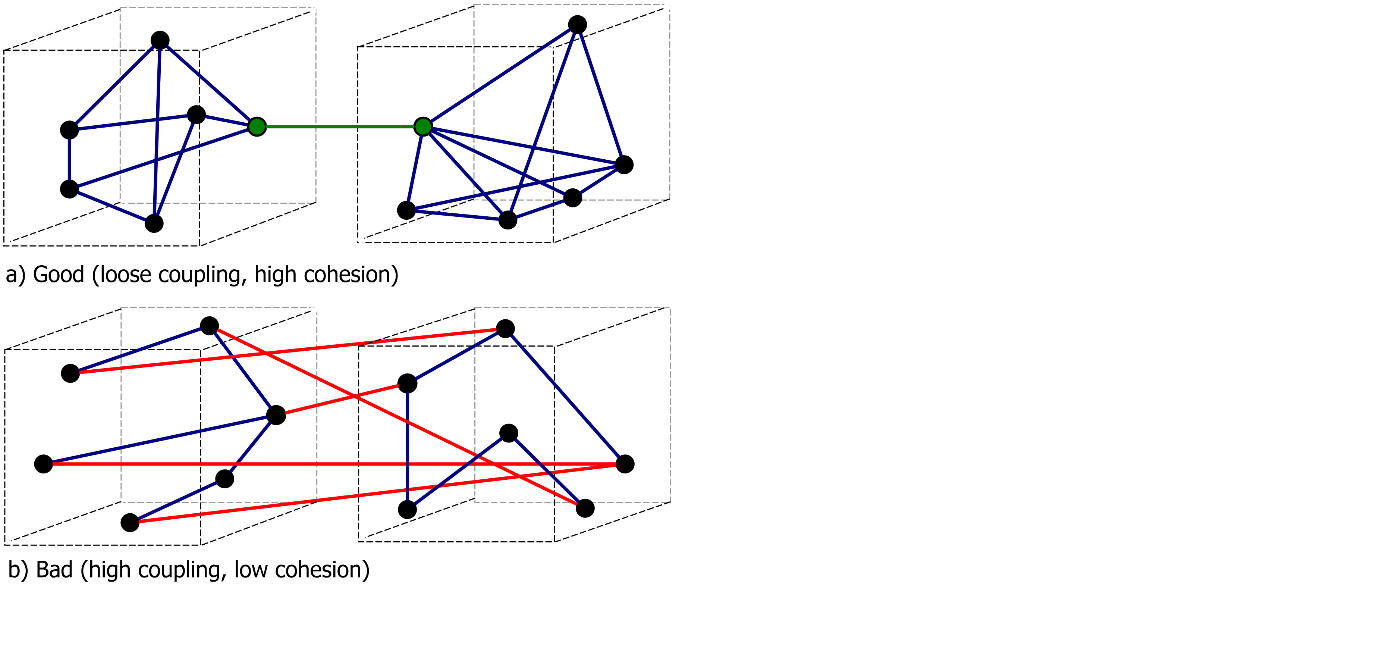 a) Good (loose coupling, high cohesion)
b) Bad (high coupling, low cohesion)